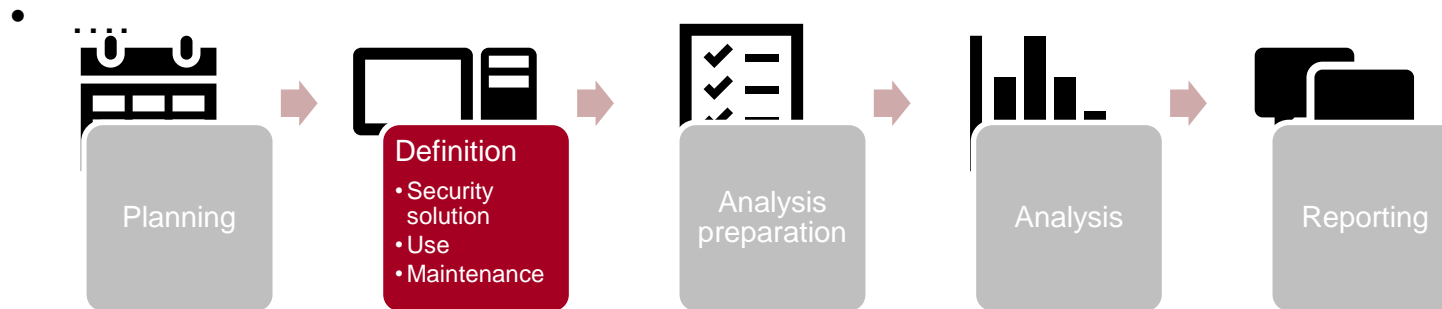 •
....
Planning
Definition
• Security
solution
• Use
• Maintenance
Analysis
preparation
Analysis
Reporting